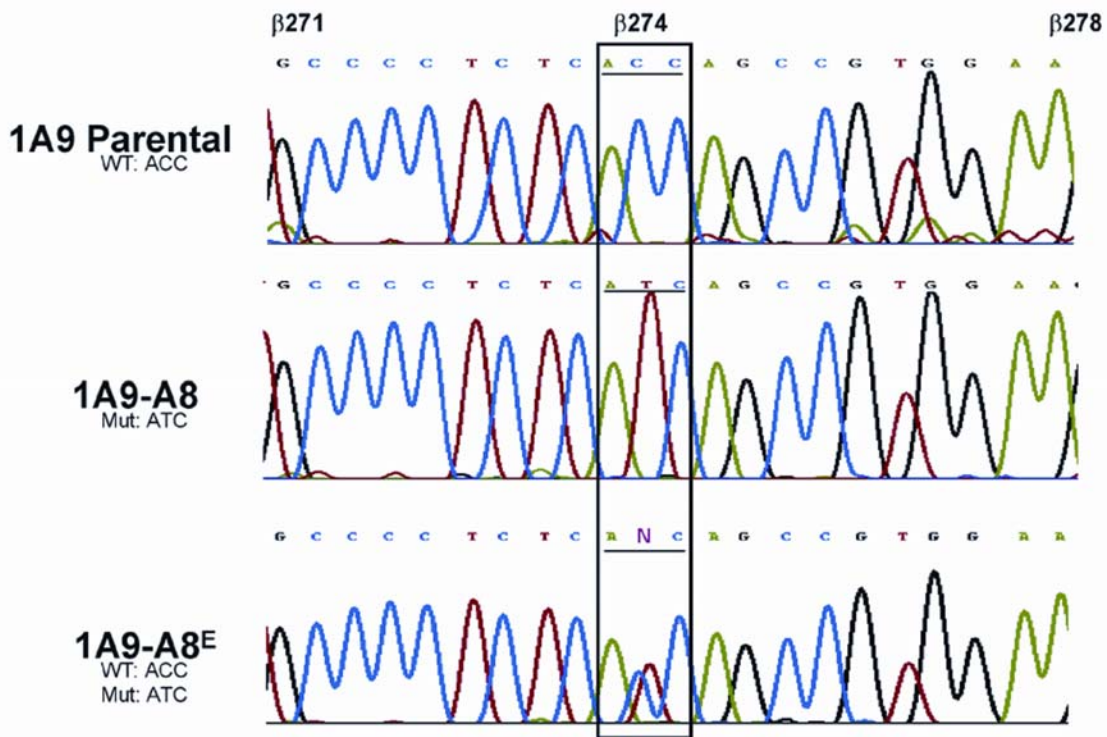 β271 β274 β278
G C C C C T C T C A C C A G C C G T G G A A
1A9 Parental
WT: ACC
G C C C C T C T C A T C A G C C G T G G A A
1A9-A8
Mut: ATC
G C C C C T C T C A N C A G C C G T G G A A
1A9-A8ᴱ
WT: ACC
Mut: ATC